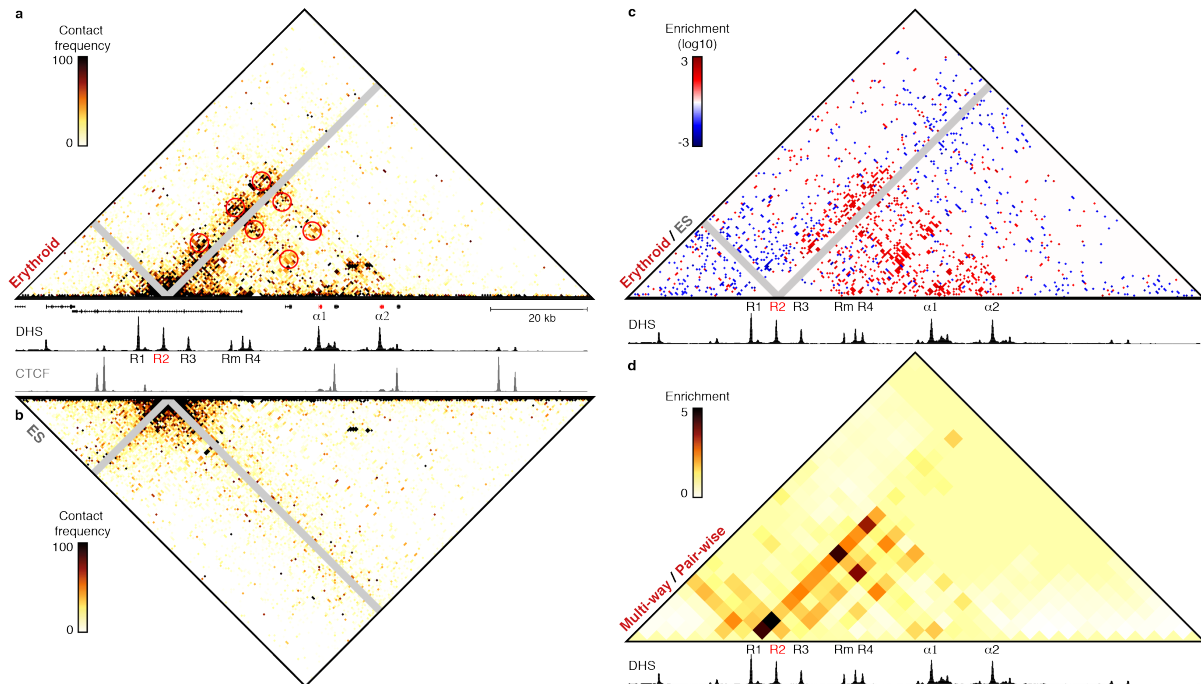 a
Contact
frequency
100
0
Erythroid
20 kb
α1
α2
DHS
R1
R2
R3
Rm
R4
CTCF
b
ES
Contact
frequency
100
0
c
Enrichment
(log10)
3
-3
Erythroid / ES
R1
R2
R3
Rm
R4
α1
α2
DHS
d
Enrichment
5
0
Multi-way / Pair-wise
R1
R2
R3
Rm
R4
α1
α2
DHS